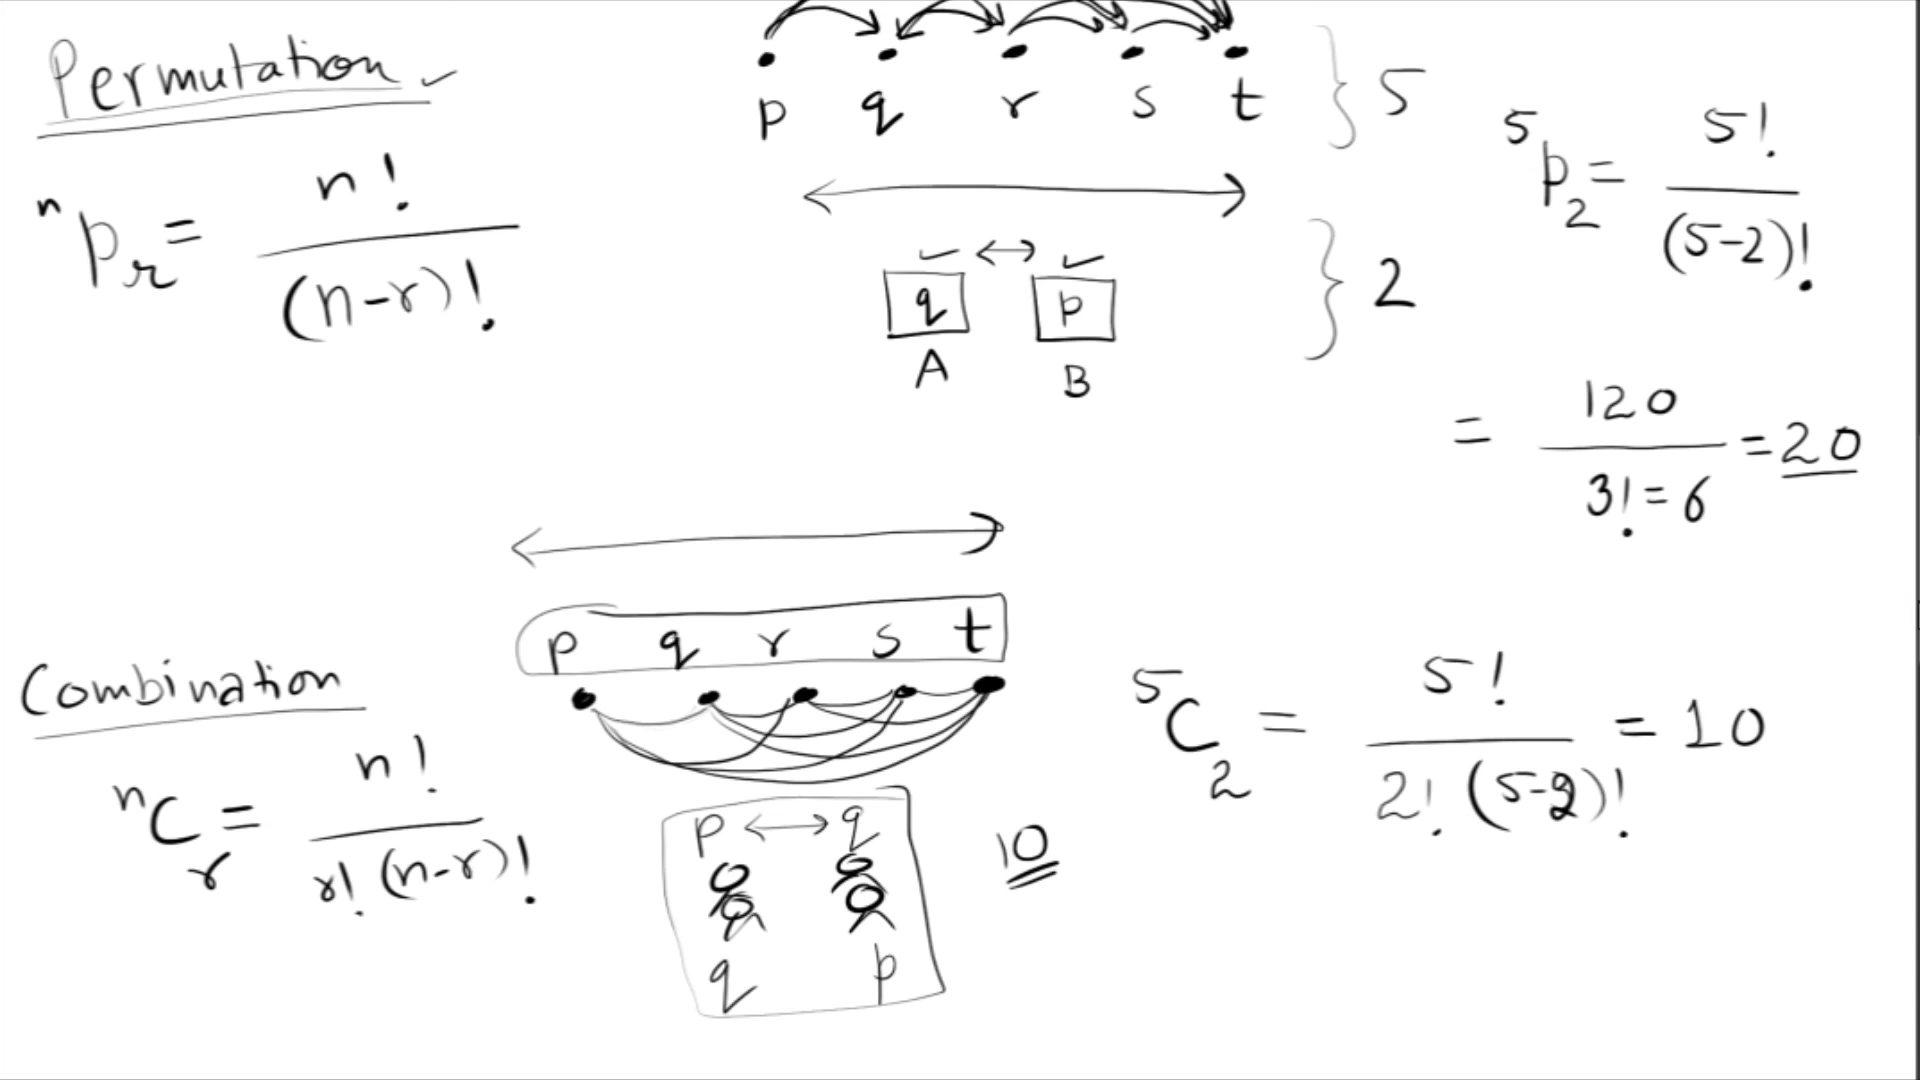 Permutation
ⁿPᵣ = n! / (n-r)!
p q r s t } 5
q p } 2
A B
⁵P₂ = 5! / (5-2)!
= 120 / 3! = 6 = 20
Combination
ⁿCᵣ = n! / r! (n-r)!
p q r s t
p ↔ q
q p
10
⁵C₂ = 5! / 2! (5-2)! = 10